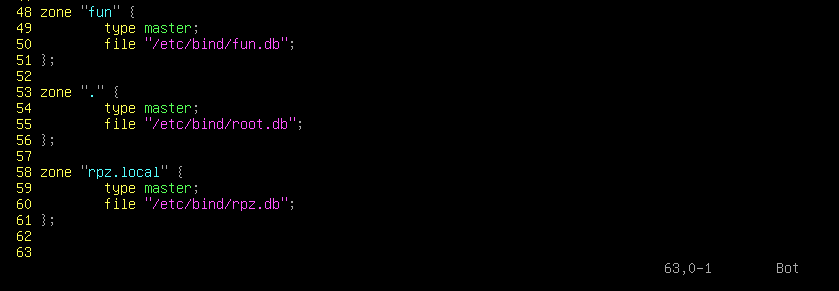 48 zone "fun" {
49         type master;
50         file "/etc/bind/fun.db";
51 };
52
53 zone "." {
54         type master;
55         file "/etc/bind/root.db";
56 };
57
58 zone "rpz.local" {
59         type master;
60         file "/etc/bind/rpz.db";
61 };
62
63
63,0-1        Bot